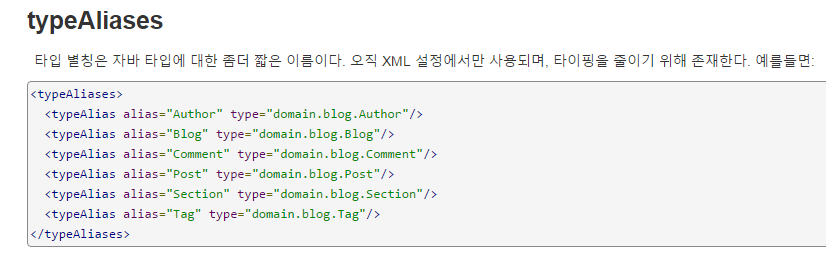 typeAliases
타입 별칭은 자바 타입에 대한 좀더 짧은 이름이다. 오직 XML 설정에서만 사용되며, 타이핑을 줄이기 위해 존재한다. 예를들면:
<typeAliases>
  <typeAlias alias="Author" type="domain.blog.Author"/>
  <typeAlias alias="Blog" type="domain.blog.Blog"/>
  <typeAlias alias="Comment" type="domain.blog.Comment"/>
  <typeAlias alias="Post" type="domain.blog.Post"/>
  <typeAlias alias="Section" type="domain.blog.Section"/>
  <typeAlias alias="Tag" type="domain.blog.Tag"/>
</typeAliases>